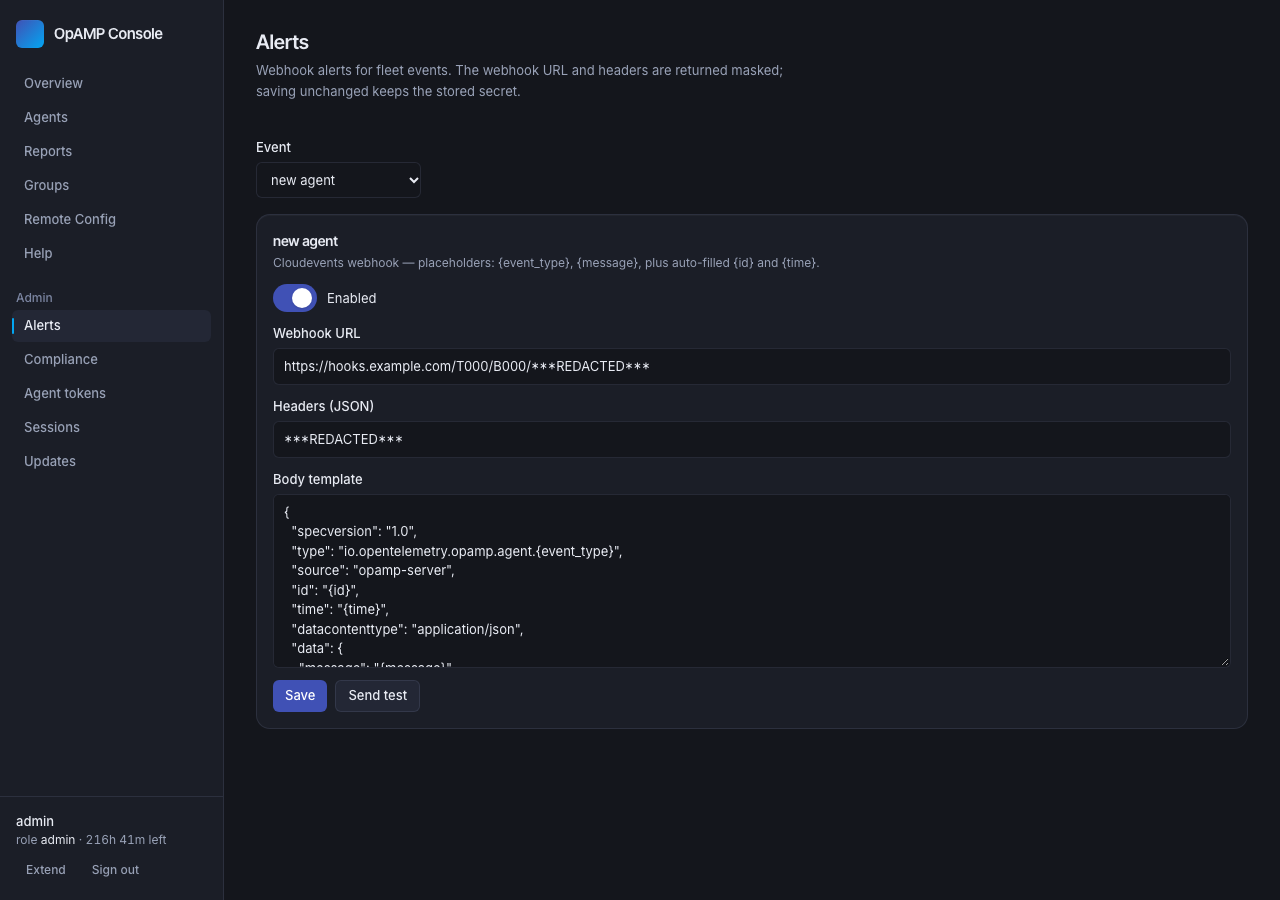 OpAMP Console
Overview
Agents
Reports
Groups
Remote Config
Help
Admin
Alerts
Compliance
Agent tokens
Sessions
Updates
admin
role admin · 216h 41m left
Extend
Sign out
Alerts
Webhook alerts for fleet events. The webhook URL and headers are returned masked;
saving unchanged keeps the stored secret.
Event
new agent
new agent
Cloudevents webhook — placeholders: {event_type}, {message}, plus auto-filled {id} and {time}.
Enabled
Webhook URL
https://hooks.example.com/T000/B000/***REDACTED***
Headers (JSON)
***REDACTED***
Body template
{
"specversion": "1.0",
"type": "io.opentelemetry.opamp.agent.{event_type}",
"source": "opamp-server",
"id": "{id}",
"time": "{time}",
"datacontenttype": "application/json",
"data": {
"message": "{message}"
Save
Send test